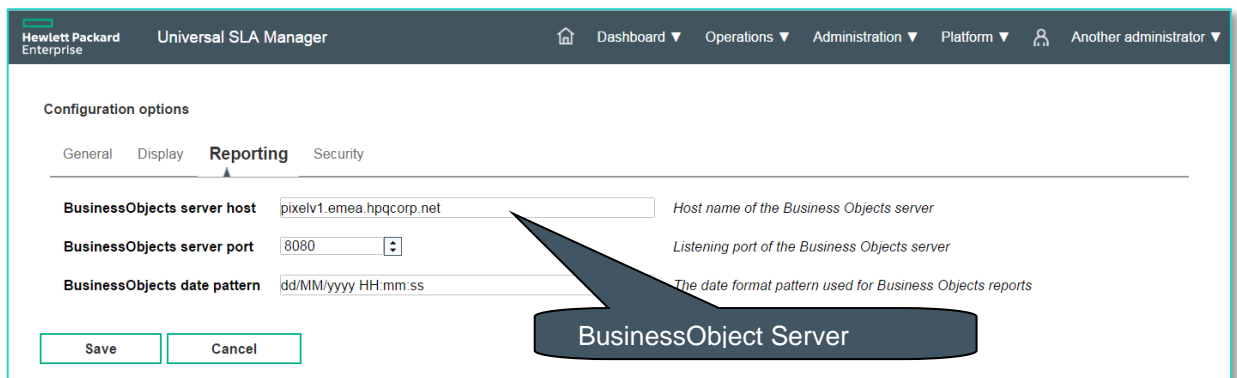 Hewlett Packard
Enterprise
Universal SLA Manager
Dashboard ▼ Operations ▼ Administration ▼ Platform ▼ Another administrator ▼
Configuration options
General Display Reporting Security
BusinessObjects server host pixelv1.emea.hpqcorp.net Host name of the Business Objects server
BusinessObjects server port 8080 Listening port of the Business Objects server
BusinessObjects date pattern dd/MM/yyyy HH:mm:ss The date format pattern used for Business Objects reports
BusinessObject Server
Save Cancel